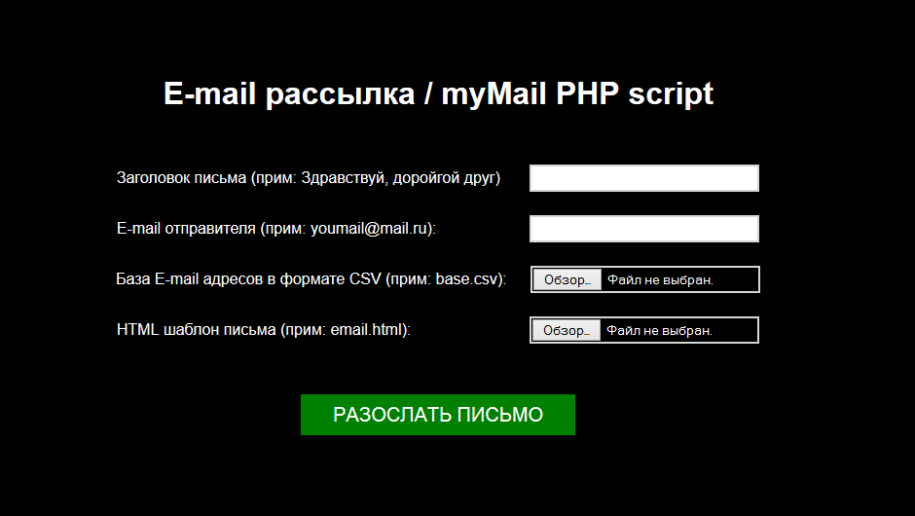 E-mail рассылка / myMail PHP script
Заголовок письма (прим: Здравствуй, доройгой друг)
E-mail отправителя (прим: youmail@mail.ru):
База E-mail адресов в формате CSV (прим: base.csv): Обзор... Файл не выбран.
HTML шаблон письма (прим: email.html): Обзор... Файл не выбран.
РАЗОСЛАТЬ ПИСЬМО